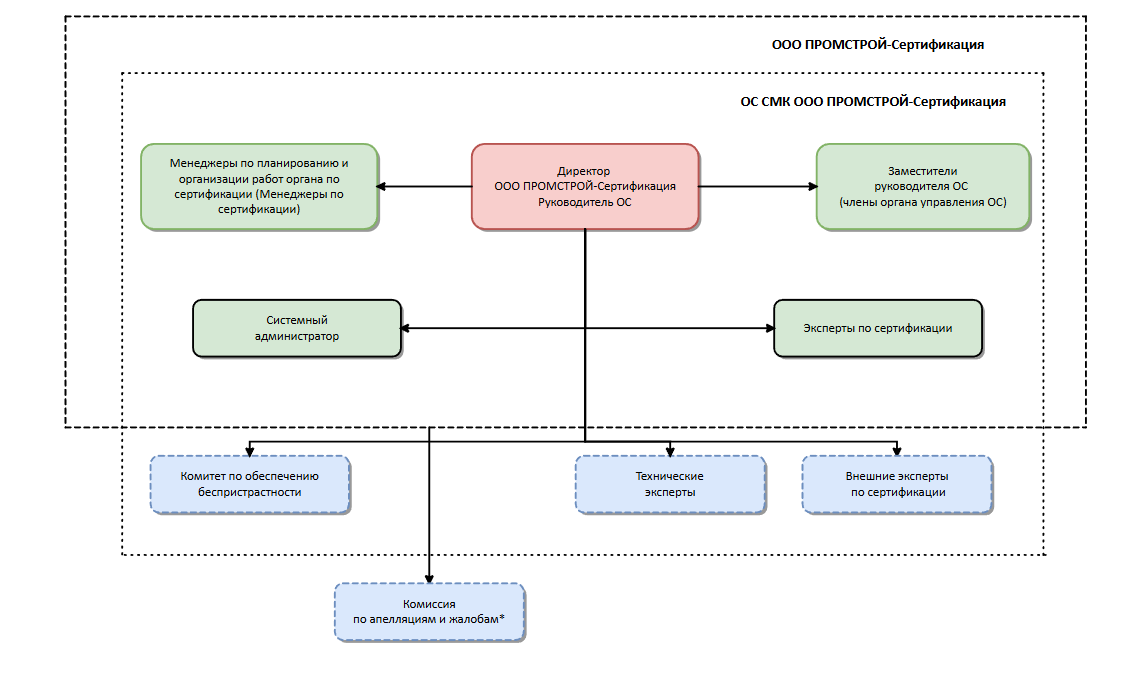 ООО ПРОМСТРОЙ-Сертификация
ОС СМК ООО ПРОМСТРОЙ-Сертификация
Менеджеры по планированию и
организации работ органа по
сертификации (Менеджеры по
сертификации)
Директор
ООО ПРОМСТРОЙ-Сертификация
Руководитель ОС
Заместители
руководителя ОС
(члены органа управления ОС)
Системный
администратор
Эксперты по сертификации
Комитет по обеспечению
беспристрастности
Технические
эксперты
Внешние эксперты
по сертификации
Комиссия
по апелляциям и жалобам*